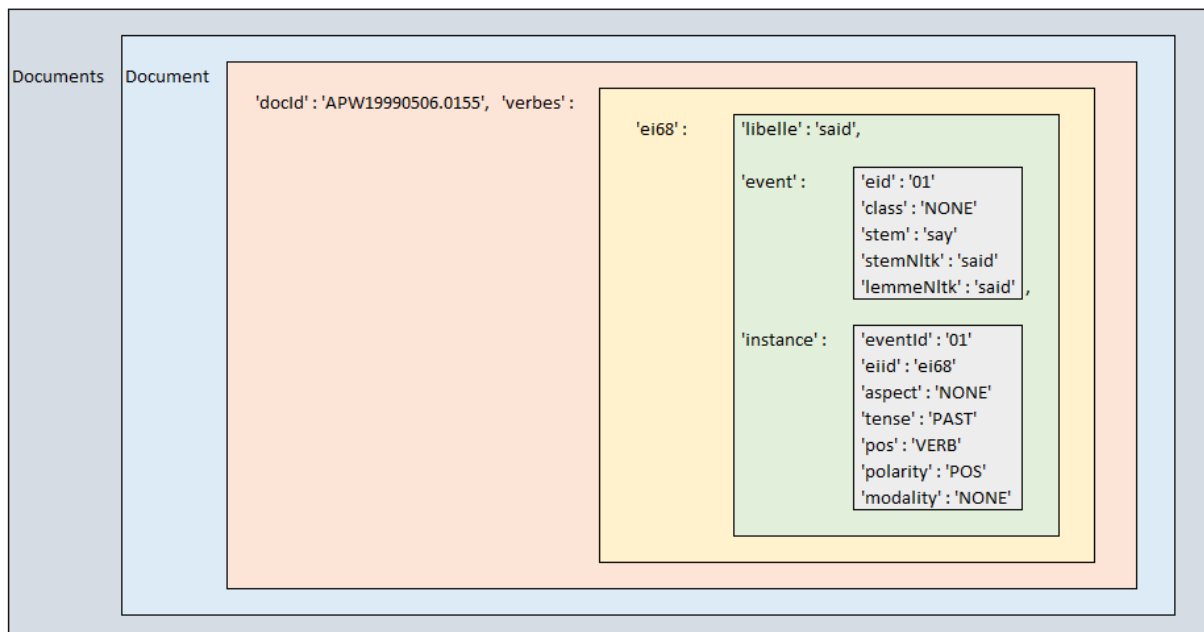 Documents Document
'docId' : 'APW19990506.0155', 'verbes' :
'ei68' : 'libelle' : 'said',
'event' : 'eid' : '01'
'class' : 'NONE'
'stem' : 'say'
'stemNltk' : 'said'
'lemmeNltk' : 'said' ,
'instance' : 'eventId' : '01'
'eiid' : 'ei68'
'aspect' : 'NONE'
'tense' : 'PAST'
'pos' : 'VERB'
'polarity' : 'POS'
'modality' : 'NONE'